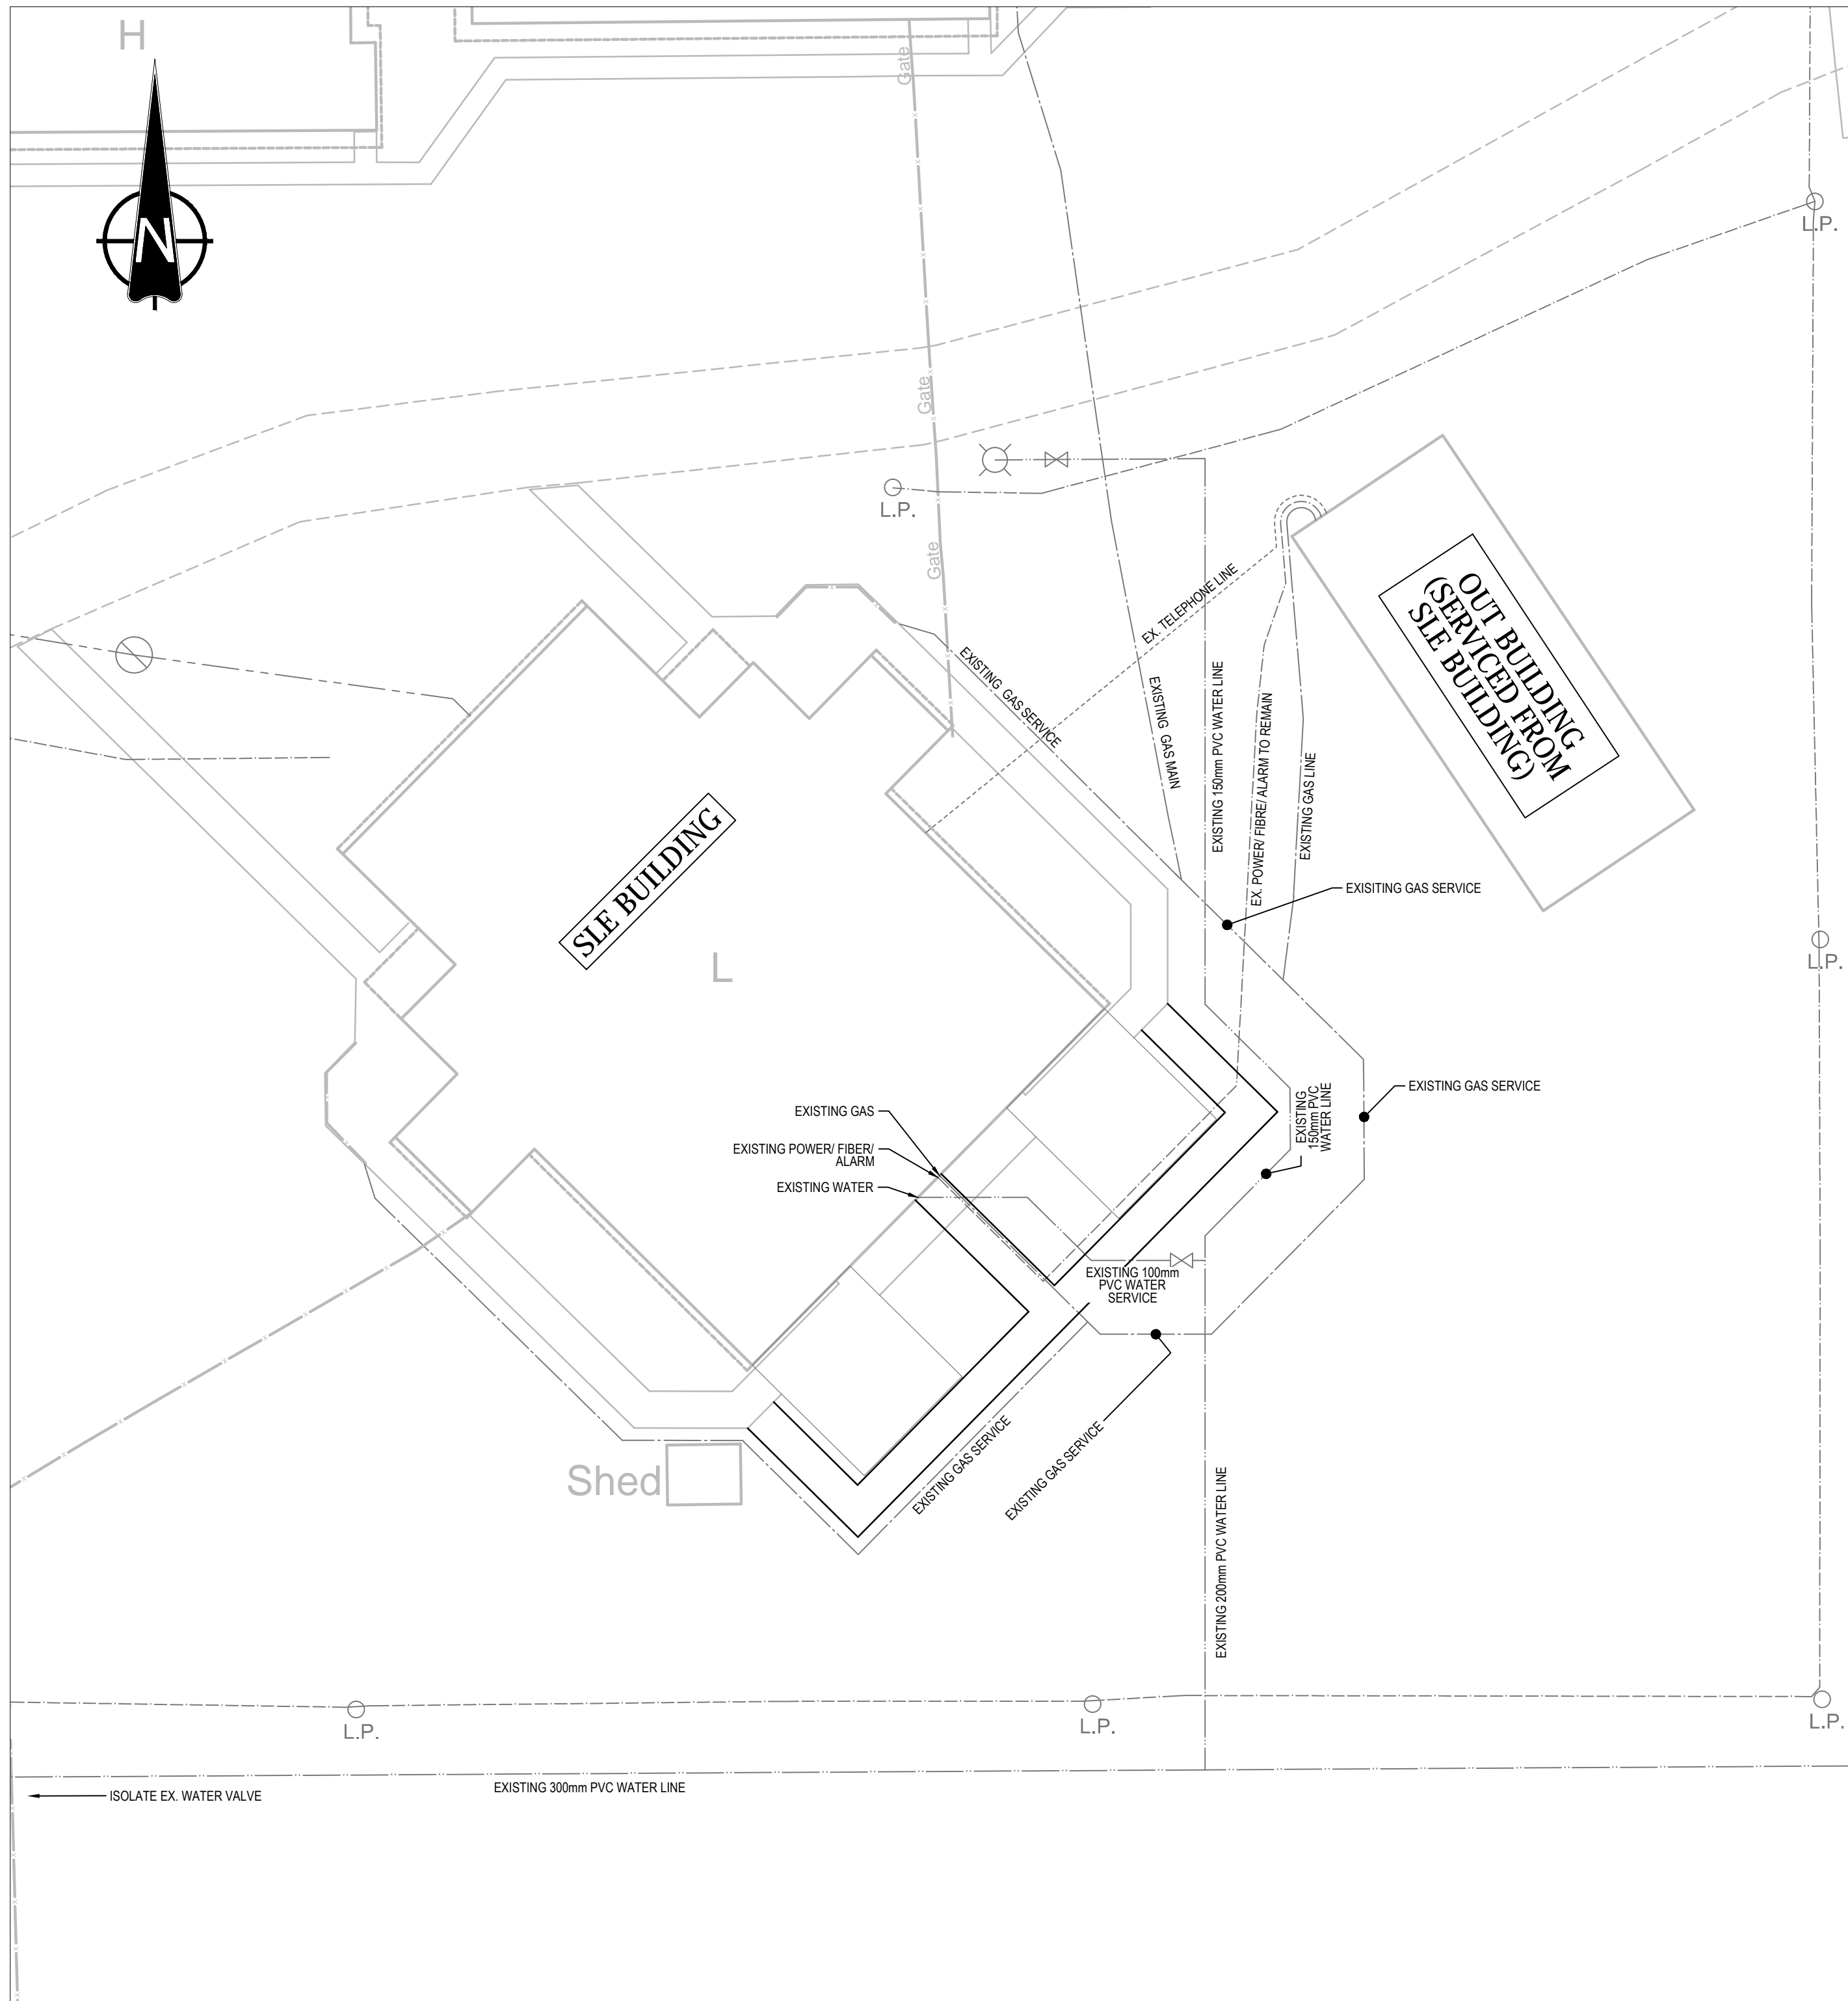 H
N
Gate
L.P.
Gate
L.P.
Gate
EX. TELEPHONE LINE
OUT BUILDING
(SERVICED FROM
SLE BUILDING)
EXISTING GAS SERVICE
EXISTING GAS MAIN
EXISTING 150mm PVC WATER LINE
EX. POWER/ FIBRE/ ALARM TO REMAIN
EXISTING GAS LINE
SLE BUILDING
EXISITING GAS SERVICE
L
L.P.
EXISTING GAS SERVICE
EXISTING
150mm PVC
WATER LINE
EXISTING GAS
EXISTING POWER/ FIBER/
ALARM
EXISTING WATER
EXISTING 100mm
PVC WATER
SERVICE
Shed
EXISTING GAS SERVICE
EXISTING GAS SERVICE
EXISTING 200mm PVC WATER LINE
L.P.
L.P.
L.P.
ISOLATE EX. WATER VALVE
EXISTING 300mm PVC WATER LINE